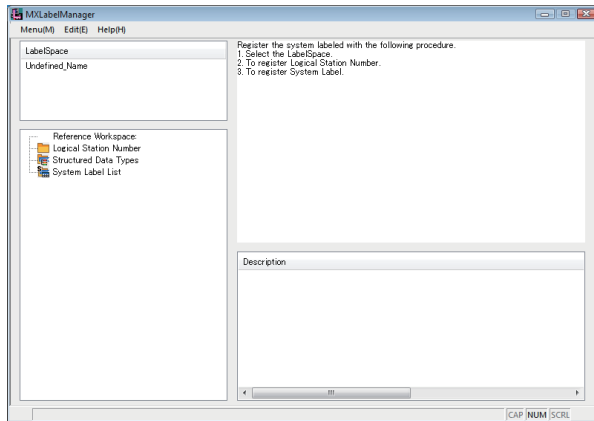 MXLabelManager
Menu(M) Edit(E) Help(H)
LabelSpace
Undefined_Name
Reference Workspace:
Logical Station Number
Structured Data Types
System Label List
Register the system labeled with the following procedure.
1. Select the LabelSpace.
2. To register Logical Station Number.
3. To register System Label.
Description
CAP NUM SCRL